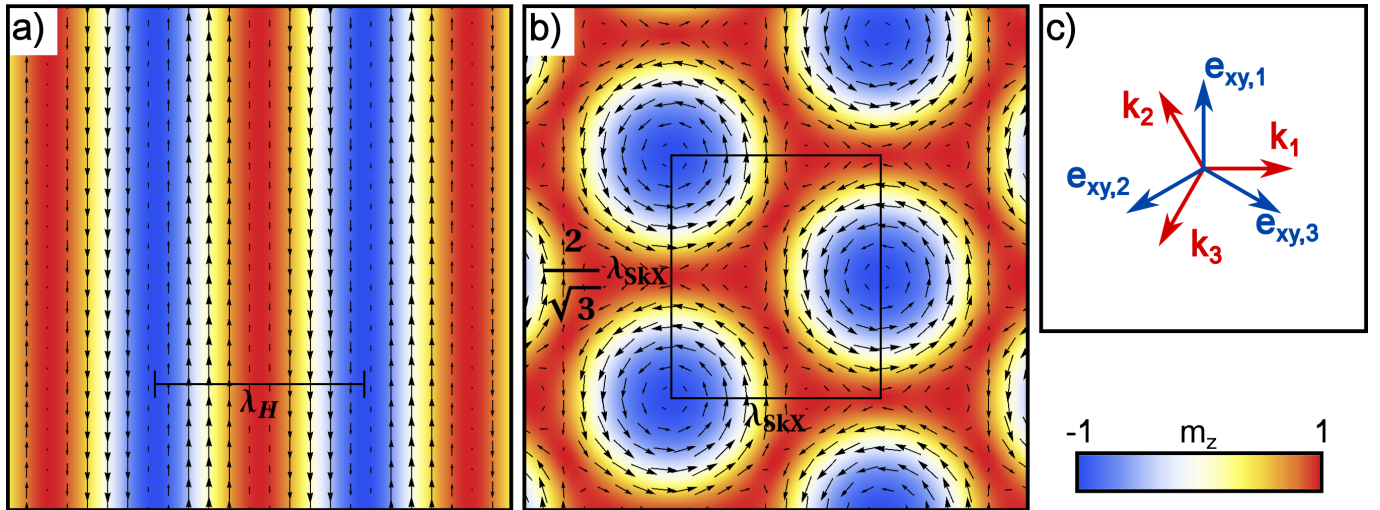 a)
λH
b)
2
√3
λSkX
λSkX
c)
exy,1
k2
k1
exy,2
k3
exy,3
-1 mz 1